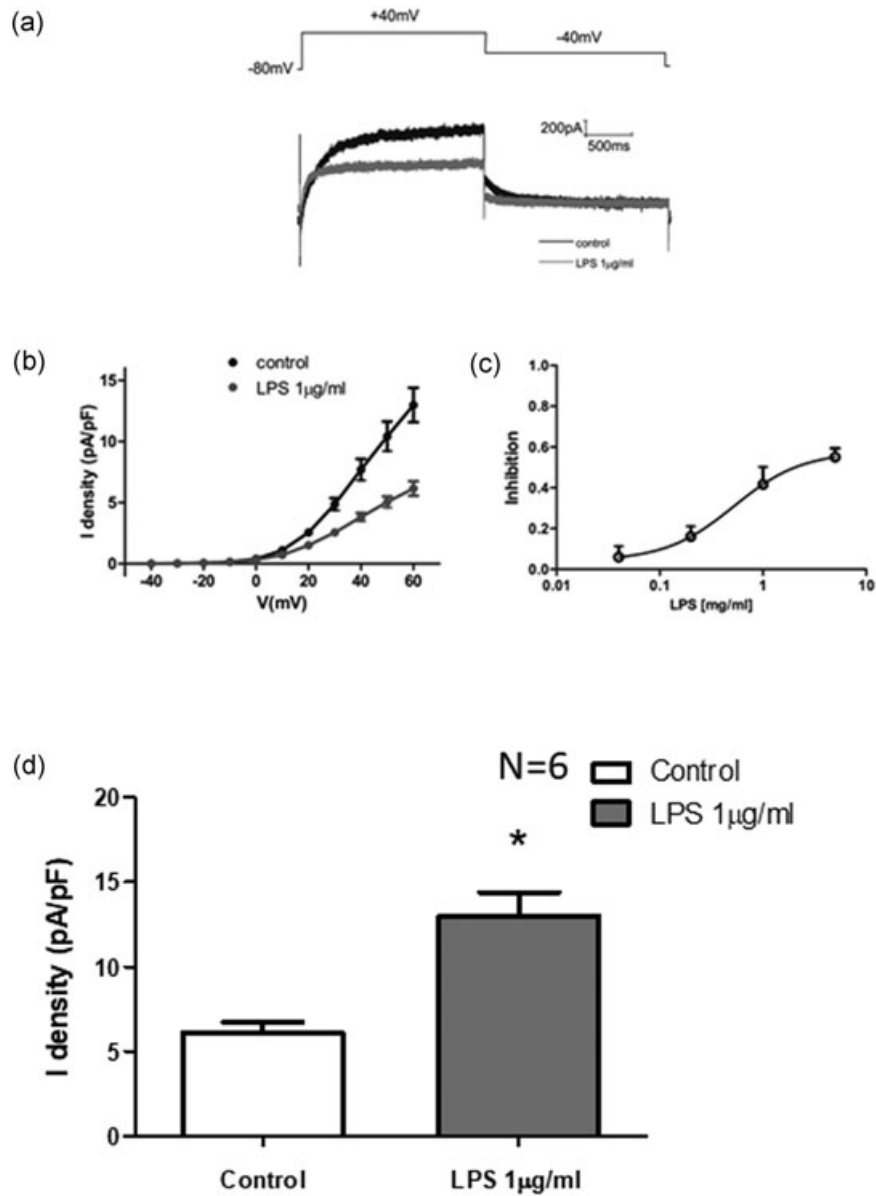 (a)
+40mV
-40mV
-80mV
200pA
500ms
control
LPS 1μg/ml
(b)
control
LPS 1μg/ml
I density (pA/pF)
15
10
5
0
-40 -20 0 20 40 60
V(mV)
(c)
Inhibition
1.0
0.8
0.6
0.4
0.2
0.0
0.01 0.1 1 10
LPS [mg/ml]
(d)
N=6
Control
LPS 1μg/ml
*
I density (pA/pF)
20
15
10
5
0
Control LPS 1μg/ml